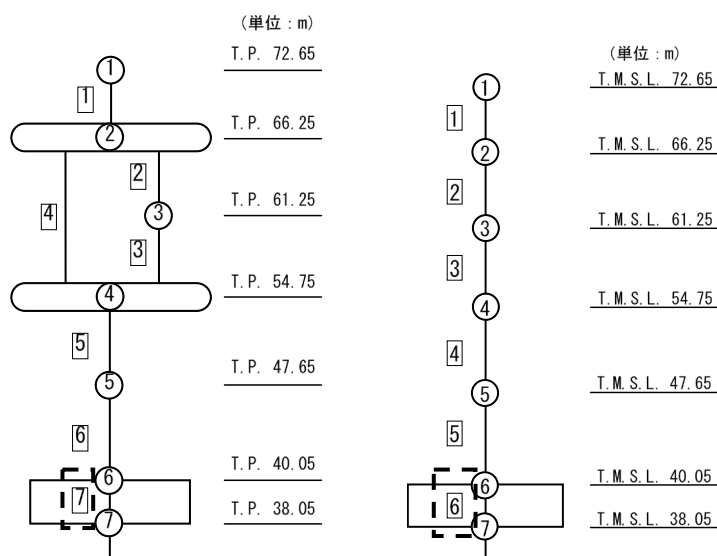 (単位：m)
① T.P. 72.65
1
② T.P. 66.25
2
4
③ T.P. 61.25
3
④ T.P. 54.75
5
⑤ T.P. 47.65
6
⑥ T.P. 40.05
7
⑦ T.P. 38.05
(単位：m)
① T.M.S.L. 72.65
1
② T.M.S.L. 66.25
2
③ T.M.S.L. 61.25
3
④ T.M.S.L. 54.75
4
⑤ T.M.S.L. 47.65
5
⑥ T.M.S.L. 40.05
6
⑦ T.M.S.L. 38.05